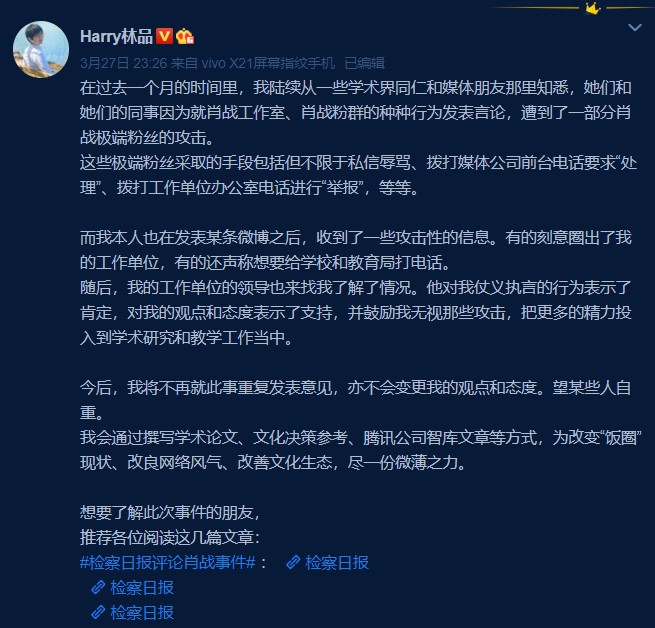 Harry林品
3月27日 23:26 来自 vivo X21屏幕指纹手机 已编辑
在过去一个月的时间里，我陆续从一些学术界同仁和媒体朋友那里知悉，她们和
她们的同事因为就肖战工作室、肖战粉群的种种行为发表言论，遭到了一部分肖
战极端粉丝的攻击。
这些极端粉丝采取的手段包括但不限于私信辱骂、拨打媒体公司前台电话要求“处
理”、拨打工作单位办公室电话进行“举报”，等等。
而我本人也在发表某条微博之后，收到了一些攻击性的信息。有的刻意圈出了我
的工作单位，有的还声称想要给学校和教育局打电话。
随后，我的工作单位的领导也来找我了解了情况。他对我仗义执言的行为表示了
肯定，对我的观点和态度表示了支持，并鼓励我无视那些攻击，把更多的精力投
入到学术研究和教学工作当中。
今后，我将不再就此事重复发表意见，亦不会变更我的观点和态度。望某些人自
重。
我会通过撰写学术论文、文化决策参考、腾讯公司智库文章等方式，为改变“饭圈”
现状、改良网络风气、改善文化生态，尽一份微薄之力。
想要了解此次事件的朋友，
推荐各位阅读这几篇文章：
#检察日报评论肖战事件#： 检察日报
检察日报
检察日报